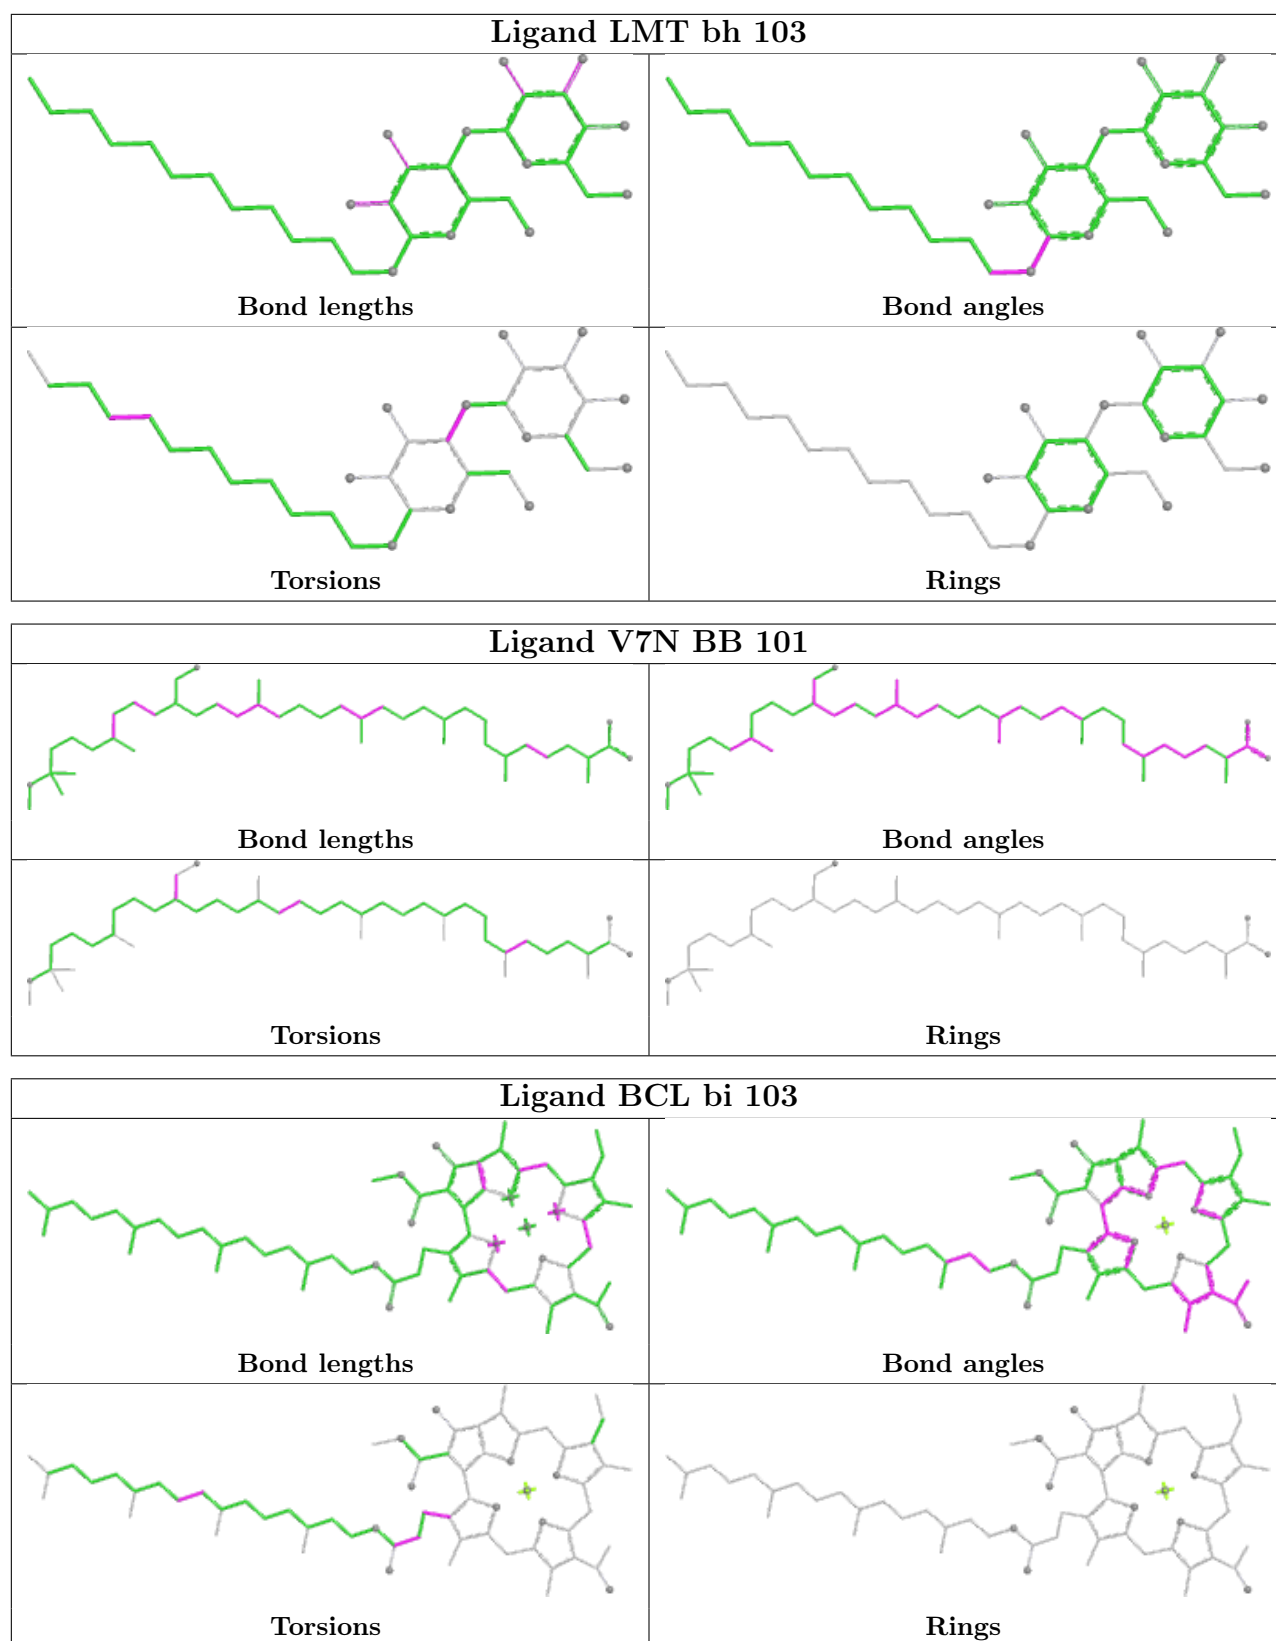 Ligand LMT bh 103
Bond lengths
Bond angles
Torsions
Rings
Ligand V7N BB 101
Bond lengths
Bond angles
Torsions
Rings
Ligand BCL bi 103
Bond lengths
Bond angles
Torsions
Rings